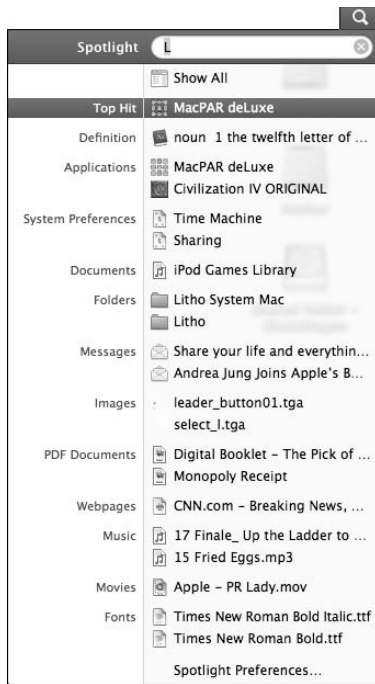 Spotlight L
Show All
Top Hit MacPAR deLuxe
Definition noun 1 the twelfth letter of ...
Applications MacPAR deLuxe
Civilization IV ORIGINAL
System Preferences Time Machine
Sharing
Documents iPod Games Library
Folders Litho System Mac
Litho
Messages Share your life and everythin...
Andrea Jung Joins Apple's B...
Images leader_button01.tga
select_l.tga
PDF Documents Digital Booklet – The Pick of ...
Monopoly Receipt
Webpages CNN.com – Breaking News, ...
Music 17 Finale_ Up the Ladder to ...
15 Fried Eggs.mp3
Movies Apple – PR Lady.mov
Fonts Times New Roman Bold Italic.ttf
Times New Roman Bold.ttf
Spotlight Preferences...